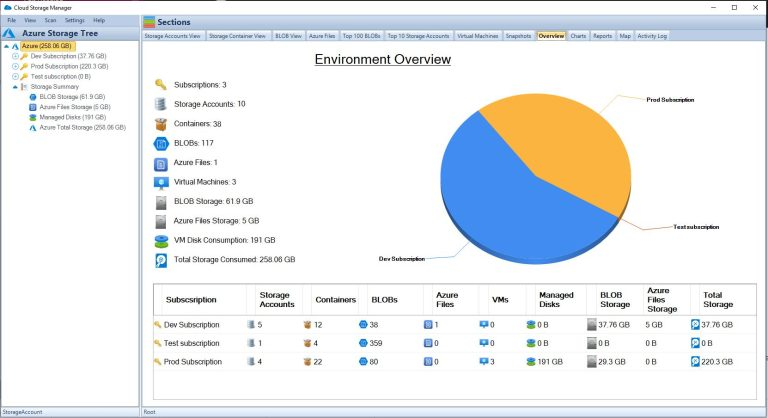 Cloud Storage Manager
File View Scan Settings Help
Azure Storage Tree
Azure (258.06 GB)
Dev Subscription (37.76 GB)
Prod Subscription (220.3 GB)
Test subscription (0 B)
Storage Summary
BLOB Storage (61.9 GB)
Azure Files Storage (5 GB)
Managed Disks (191 GB)
Azure Total Storage (258.06 GB)
Sections
Storage Accounts View Storage Container View BLOB View Azure Files Top 100 BLOBs Top 10 Storage Accounts Virtual Machines Snapshots Overview Charts Reports Map Activity Log
Environment Overview
Subscriptions: 3
Storage Accounts: 10
Containers: 38
BLOBs: 117
Azure Files: 1
Virtual Machines: 3
BLOB Storage: 61.9 GB
Azure Files Storage: 5 GB
VM Disk Consumption: 191 GB
Total Storage Consumed: 258.06 GB
Prod Subscription
Test subscription
Dev Subscription
Subscsription Storage Accounts Containers BLOBs Azure Files VMs Managed Disks BLOB Storage Azure Files Storage Total Storage
Dev Subscription 5 12 38 1 0 0 B 37.76 GB 5 GB 37.76 GB
Test subscription 1 4 359 0 0 0 B 0 B 0 B 0 B
Prod Subscription 4 22 80 0 3 191 GB 29.3 GB 0 B 220.3 GB
StorageAccount
Root